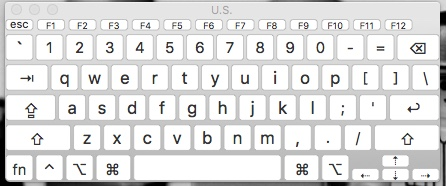 U.S.
esc F1 F2 F3 F4 F5 F6 F7 F8 F9 F10 F11 F12
` 1 2 3 4 5 6 7 8 9 0 - = ⌫
⇥ q w e r t y u i o p [ ] \
⇪ a s d f g h j k l ; ' ↩
⇧ z x c v b n m , . / ⇧
fn ^ ⌥ ⌘ ⌘ ⌥ ⇠ ⇡ ⇣ ⇢